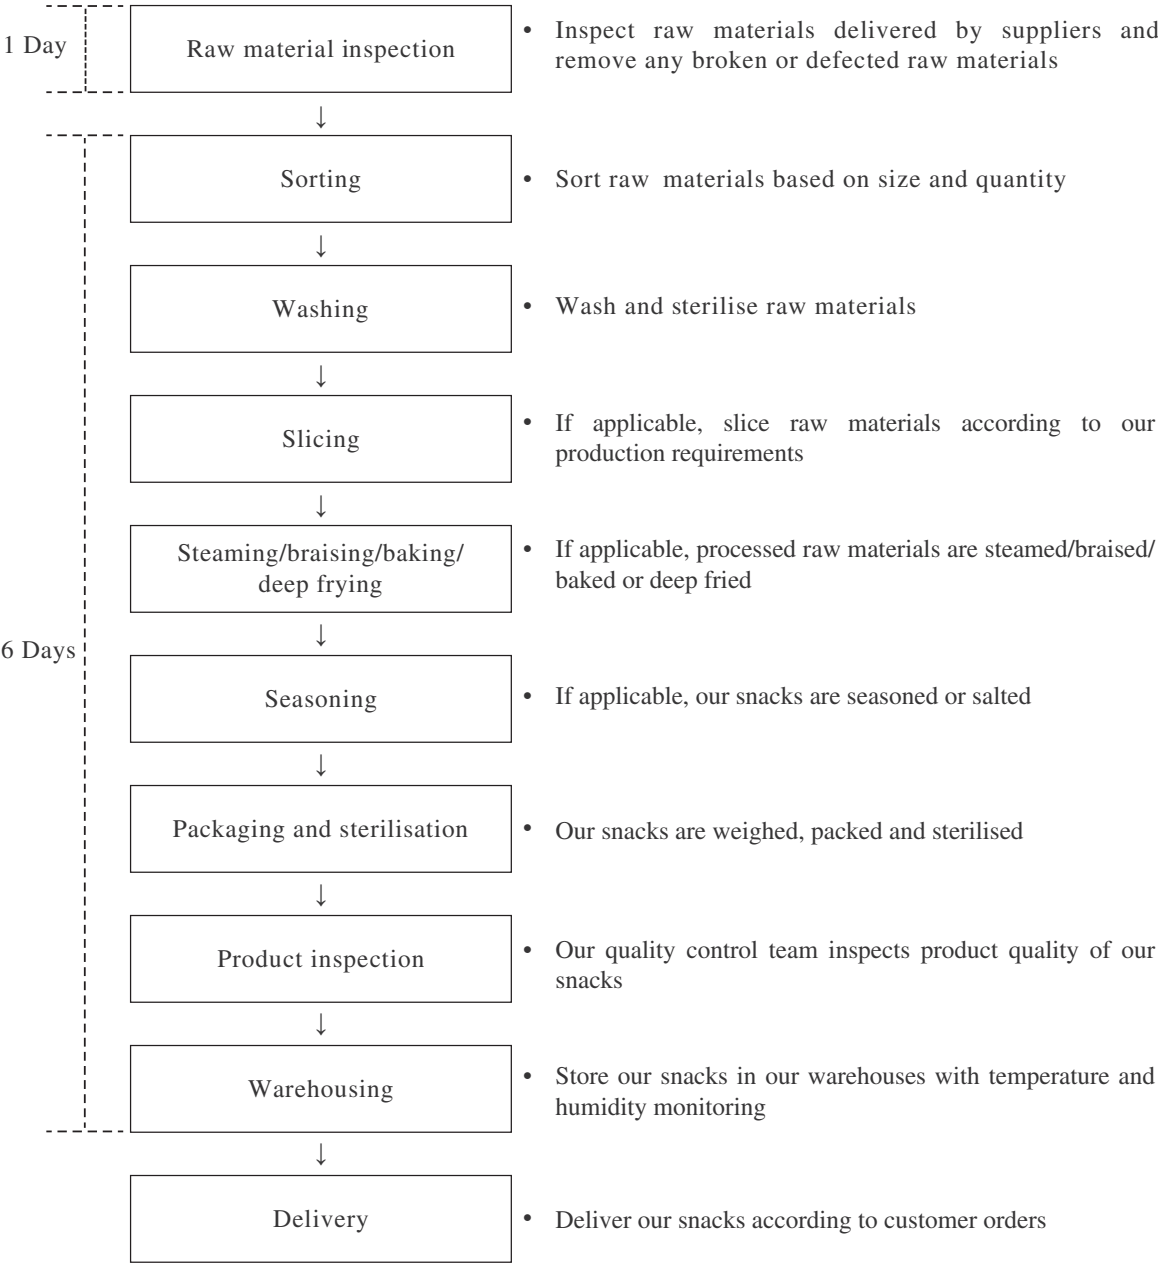 1 Day
Raw material inspection
• Inspect raw materials delivered by suppliers and
remove any broken or defected raw materials
↓
Sorting
• Sort raw materials based on size and quantity
↓
Washing
• Wash and sterilise raw materials
↓
Slicing
• If applicable, slice raw materials according to our
production requirements
↓
Steaming/braising/baking/
deep frying
• If applicable, processed raw materials are steamed/braised/
baked or deep fried
↓
6 Days
Seasoning
• If applicable, our snacks are seasoned or salted
↓
Packaging and sterilisation
• Our snacks are weighed, packed and sterilised
↓
Product inspection
• Our quality control team inspects product quality of our
snacks
↓
Warehousing
• Store our snacks in our warehouses with temperature and
humidity monitoring
↓
Delivery
• Deliver our snacks according to customer orders